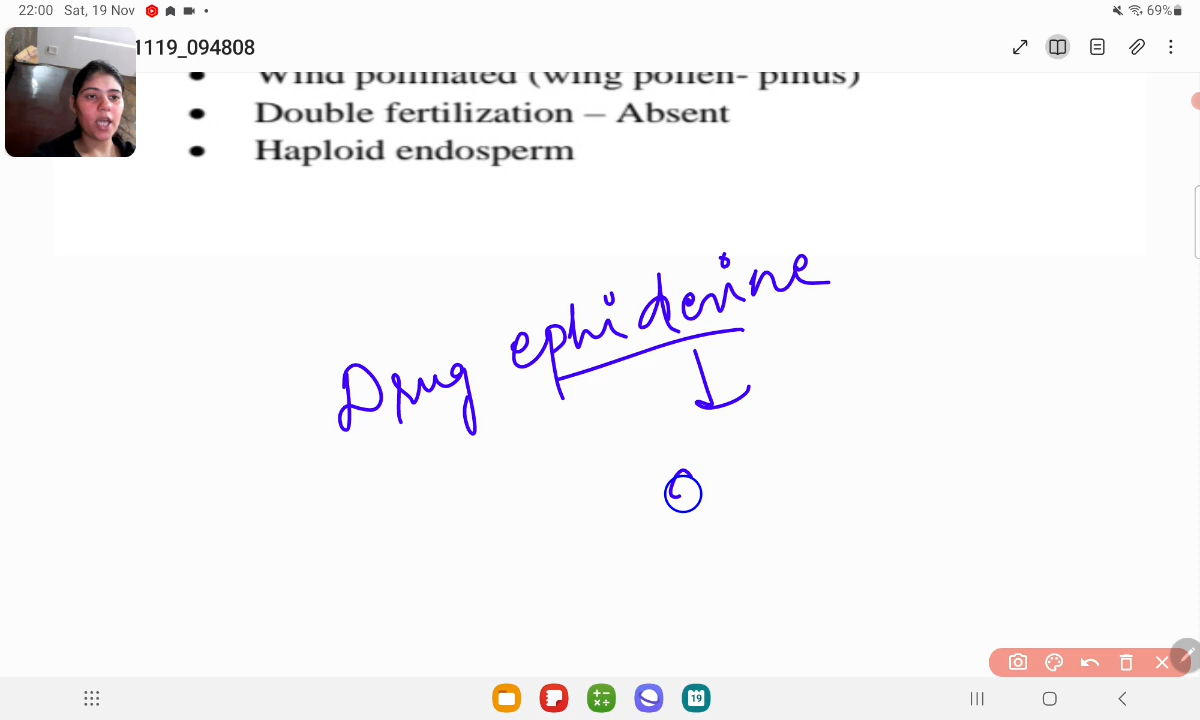 22:00 Sat, 19 Nov
69%
1119_094808
Wind pollinated (wing pollen- pinus)
Double fertilization – Absent
Haploid endosperm
Drug ephiderine
19